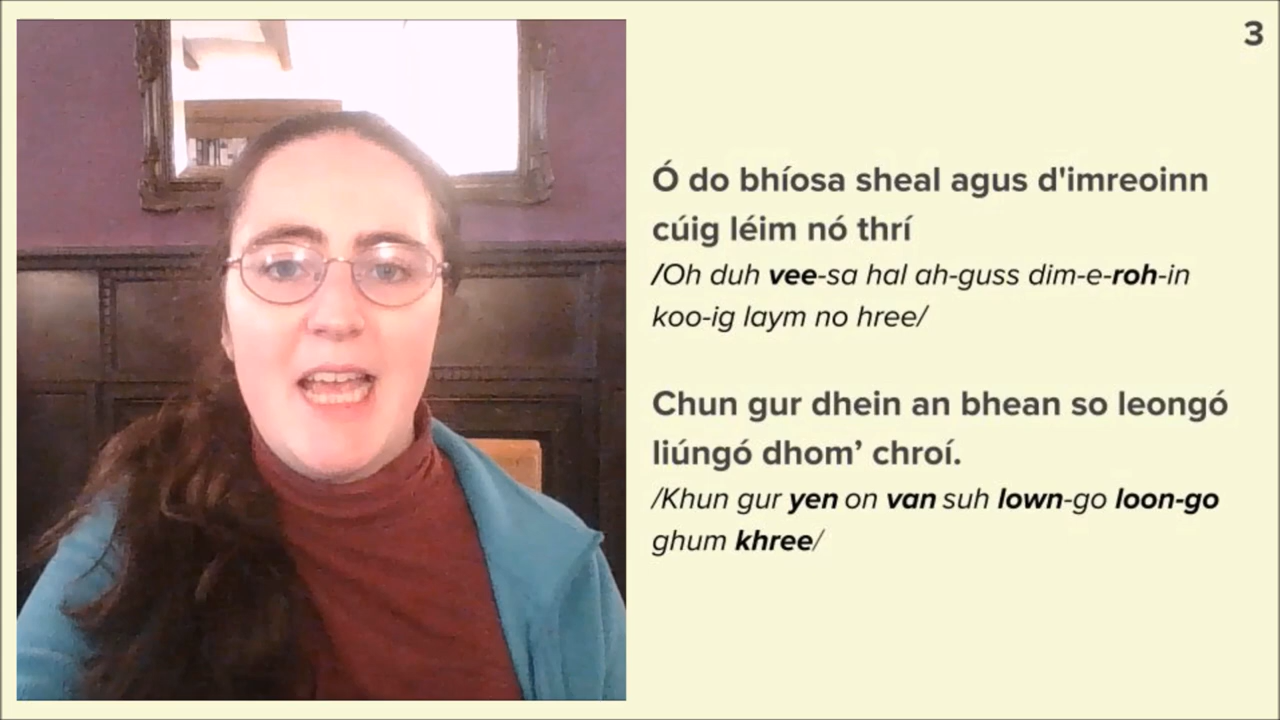 3
Ó do bhíosa sheal agus d'imreoinn
cúig léim nó thrí
/Oh duh vee-sa hal ah-guss dim-e-roh-in
koo-ig laym no hree/
Chun gur dhein an bhean so leongó
liúngó dhom’ chroí.
/Khun gur yen on van suh lown-go loon-go
ghum khree/